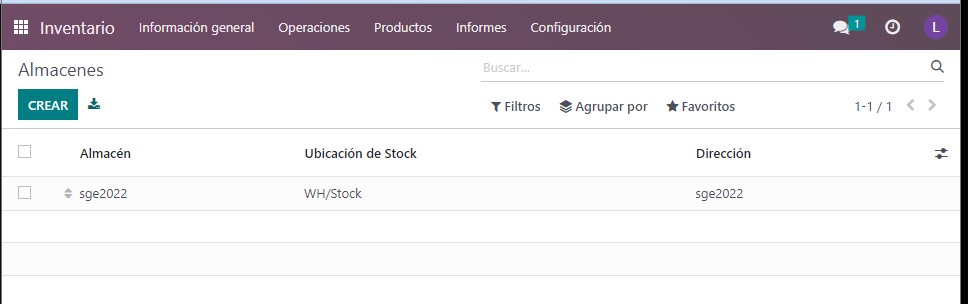 Inventario Información general Operaciones Productos Informes Configuración 1 L
Almacenes Buscar...
CREAR Filtros Agrupar por Favoritos 1-1 / 1
Almacén Ubicación de Stock Dirección
sge2022 WH/Stock sge2022